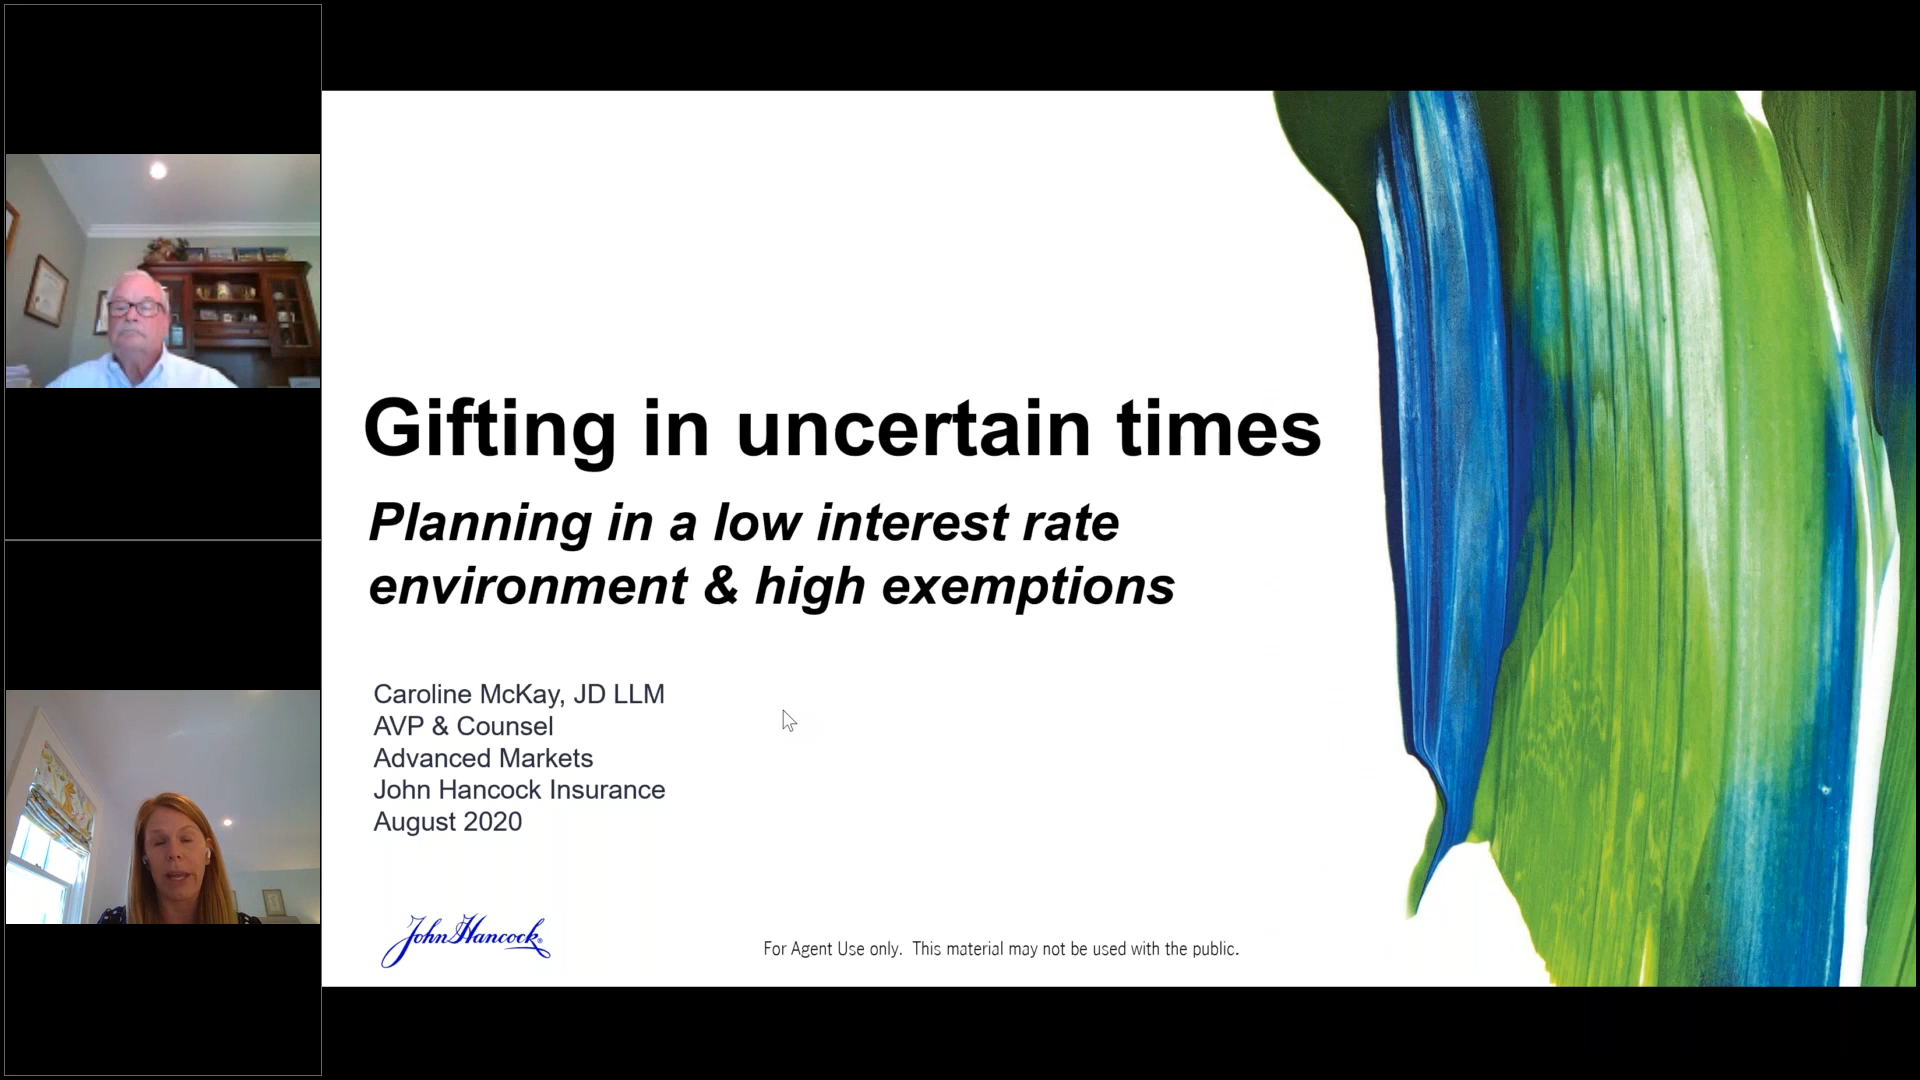 Gifting in uncertain times
Planning in a low interest rate
environment & high exemptions
Caroline McKay, JD LLM
AVP & Counsel
Advanced Markets
John Hancock Insurance
August 2020
John Hancock®
For Agent Use only. This material may not be used with the public.